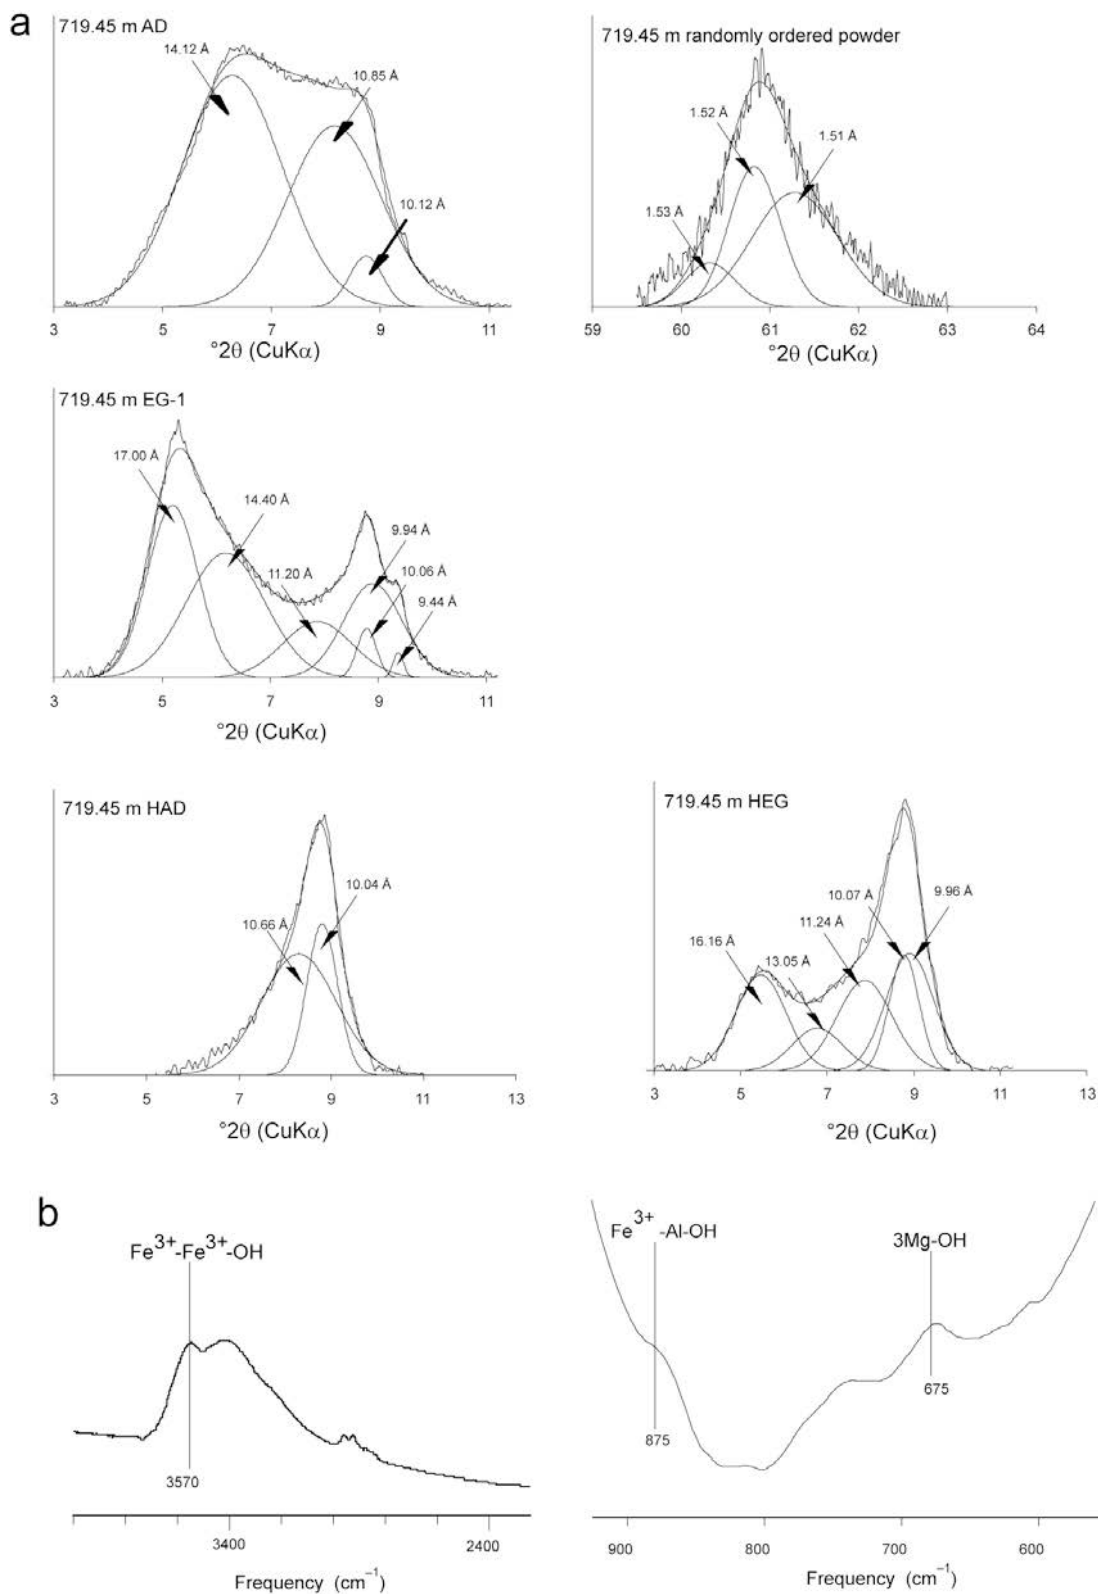 a
719.45 m AD
14.12 Å
10.85 Å
10.12 Å
3 5 7 9 11
°2θ (CuKα)
719.45 m randomly ordered powder
1.52 Å
1.51 Å
1.53 Å
59 60 61 62 63 64
°2θ (CuKα)
719.45 m EG-1
17.00 Å
14.40 Å
11.20 Å
9.94 Å
10.06 Å
9.44 Å
3 5 7 9 11
°2θ (CuKα)
719.45 m HAD
10.66 Å
10.04 Å
3 5 7 9 11 13
°2θ (CuKα)
719.45 m HEG
16.16 Å
13.05 Å
11.24 Å
10.07 Å
9.96 Å
3 5 7 9 11 13
°2θ (CuKα)
b
Fe³⁺-Fe³⁺-OH
3570
3400 2400
Frequency (cm⁻¹)
Fe³⁺-Al-OH
3Mg-OH
875
675
900 800 700 600
Frequency (cm⁻¹)